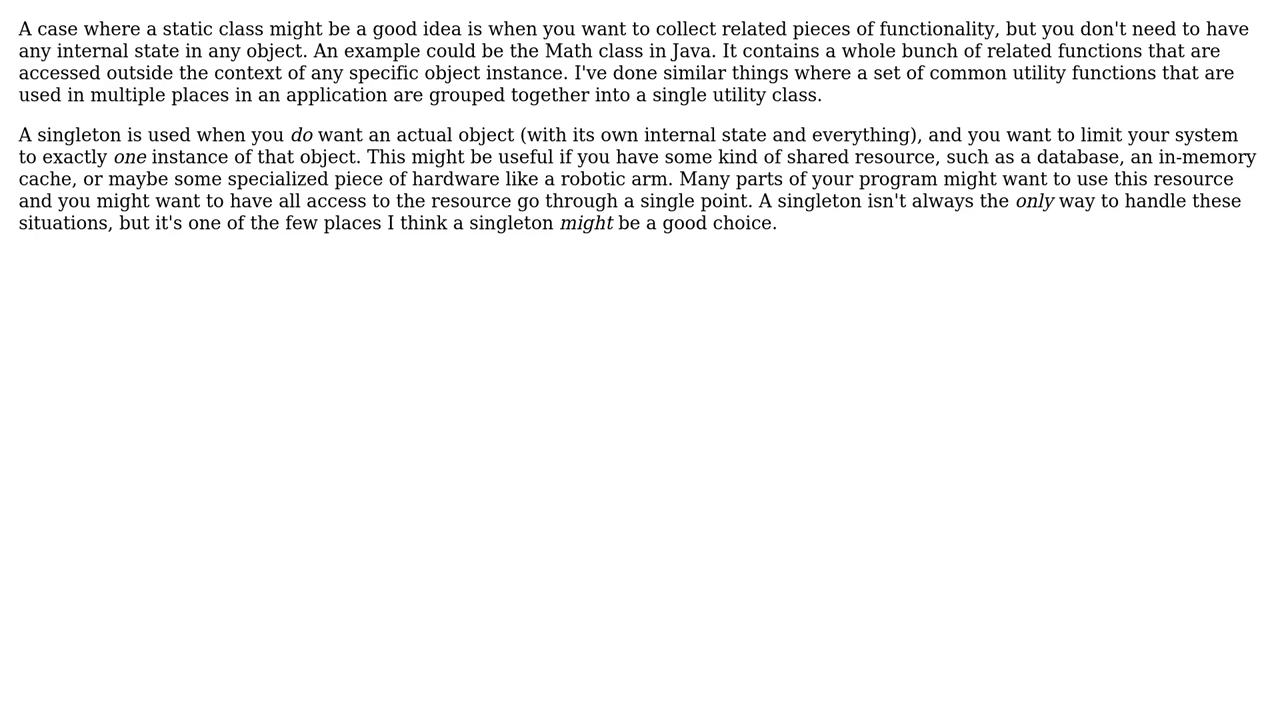 A case where a static class might be a good idea is when you want to collect related pieces of functionality, but you don't need to have
any internal state in any object. An example could be the Math class in Java. It contains a whole bunch of related functions that are
accessed outside the context of any specific object instance. I've done similar things where a set of common utility functions that are
used in multiple places in an application are grouped together into a single utility class.
A singleton is used when you do want an actual object (with its own internal state and everything), and you want to limit your system
to exactly one instance of that object. This might be useful if you have some kind of shared resource, such as a database, an in-memory
cache, or maybe some specialized piece of hardware like a robotic arm. Many parts of your program might want to use this resource
and you might want to have all access to the resource go through a single point. A singleton isn't always the only way to handle these
situations, but it's one of the few places I think a singleton might be a good choice.